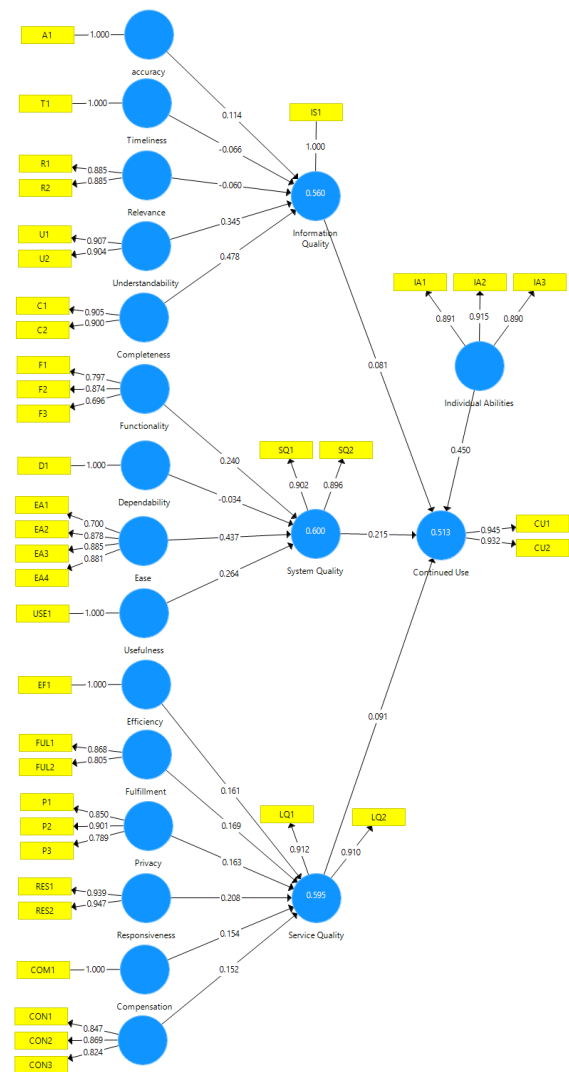 A1
1.000
accuracy
0.114
T1
1.000
Timeliness
-0.066
IS1
1.000
R1
0.885
R2
0.885
Relevance
-0.060
0.560
Information
Quality
U1
0.907
U2
0.904
Understandability
0.345
C1
0.905
C2
0.900
Completeness
0.478
IA1
IA2
IA3
0.891
0.915
0.890
Individual Abilities
0.081
0.450
F1
0.797
F2
0.874
F3
0.696
Functionality
0.240
D1
1.000
Dependability
-0.034
SQ1
SQ2
0.902
0.896
EA1
0.700
EA2
0.878
EA3
0.885
EA4
0.881
Ease
0.437
0.600
System Quality
0.215
0.513
Continued Use
0.945
CU1
0.932
CU2
USE1
1.000
Usefulness
0.264
EF1
1.000
Efficiency
0.161
0.091
FUL1
0.868
FUL2
0.805
Fulfillment
0.169
P1
0.850
P2
0.901
P3
0.789
Privacy
0.163
LQ1
LQ2
0.912
0.910
RES1
0.939
RES2
0.947
Responsiveness
0.208
0.595
Service Quality
COM1
1.000
Compensation
0.154
CON1
0.847
CON2
0.869
CON3
0.824
0.152